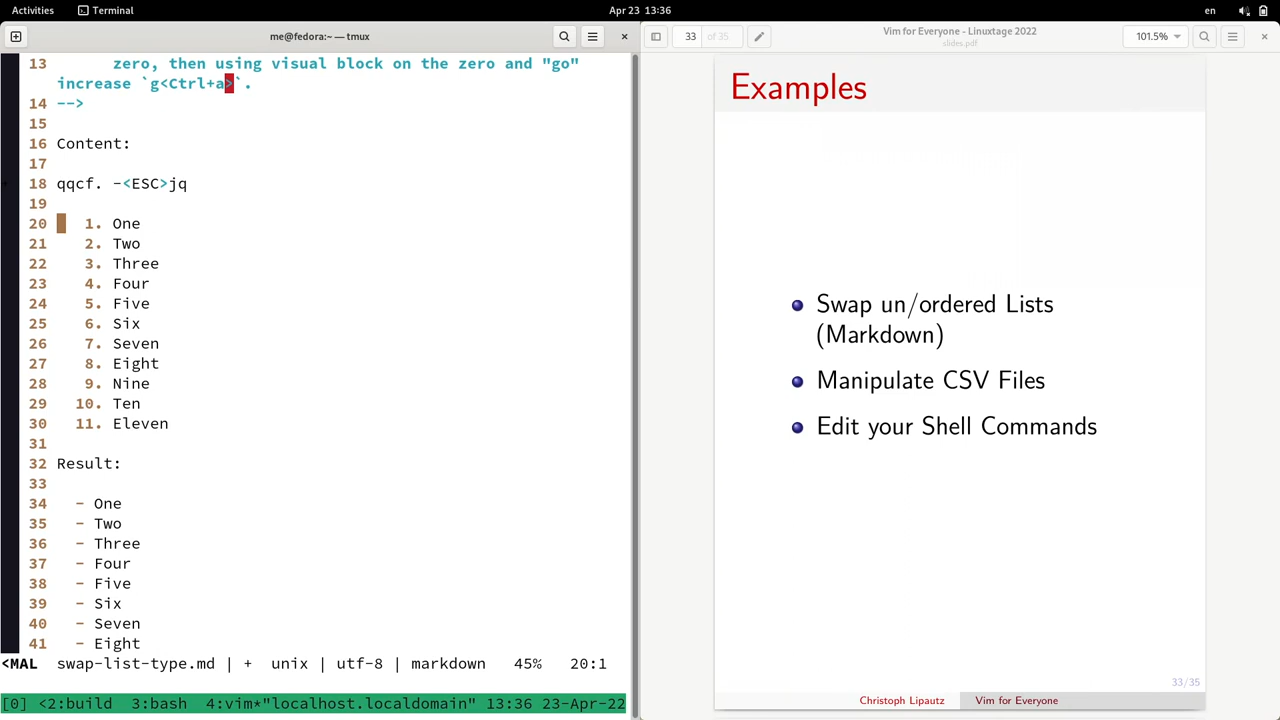 Activities Terminal Apr 23 13:36 en
me@fedora:~ — tmux
13 zero, then using visual block on the zero and "go"
increase `g<Ctrl+a>`.
14 -->
15
16 Content:
17
18 qqcf. -<ESC>jq
19
20 1. One
21 2. Two
22 3. Three
23 4. Four
24 5. Five
25 6. Six
26 7. Seven
27 8. Eight
28 9. Nine
29 10. Ten
30 11. Eleven
31
32 Result:
33
34 - One
35 - Two
36 - Three
37 - Four
38 - Five
39 - Six
40 - Seven
41 - Eight
<MAL swap-list-type.md | + unix | utf-8 | markdown 45% 20:1
[0] <2:build 3:bash 4:vim*"localhost.localdomain" 13:36 23-Apr-22
33 of 35 Vim for Everyone - Linuxtage 2022 101.5%
slides.pdf
Examples
Swap un/ordered Lists
(Markdown)
Manipulate CSV Files
Edit your Shell Commands
33/35
Christoph Lipautz Vim for Everyone